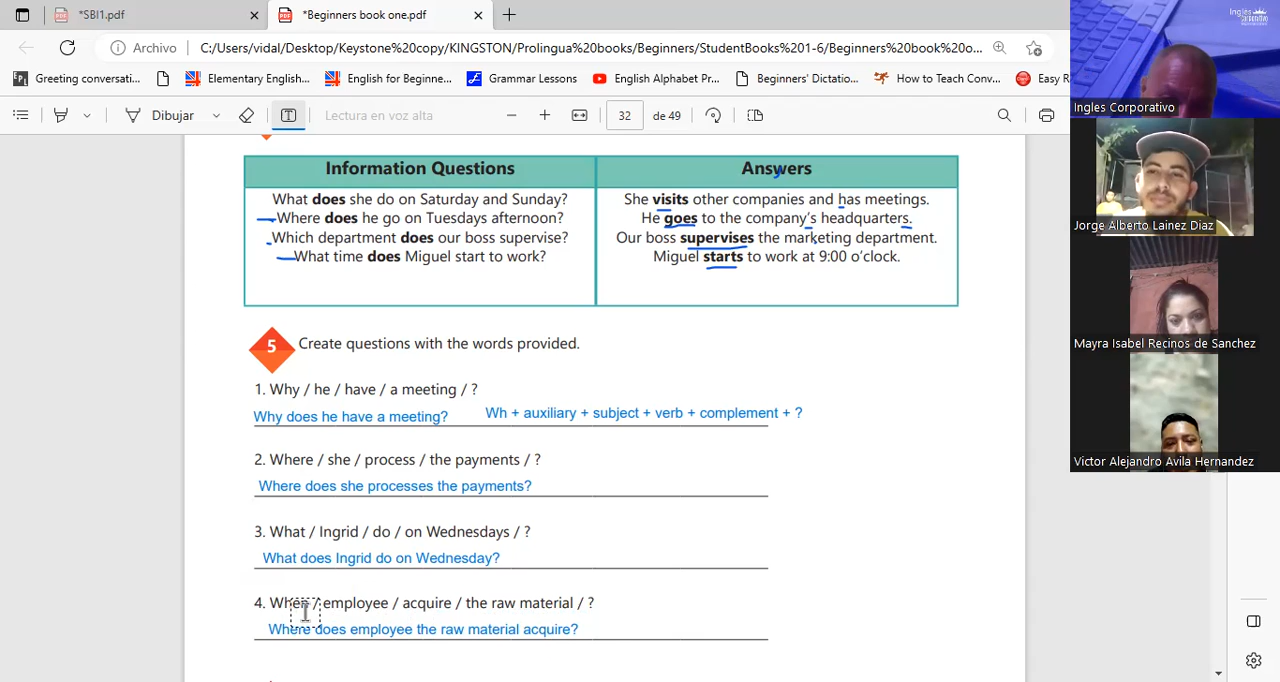 *SBI1.pdf
*Beginners book one.pdf
Archivo
C:/Users/vidal/Desktop/Keystone%20copy/KINGSTON/Prolingua%20books/Beginners/StudentBooks%201-6/Beginners%20book%20o...
Greeting conversati...
Elementary English...
English for Beginne...
Grammar Lessons
English Alphabet Pr...
Beginners' Dictatio...
How to Teach Conv...
Easy R
Dibujar
Lectura en voz alta
32
de 49
Information Questions
Answers
What does she do on Saturday and Sunday?
She visits other companies and has meetings.
Where does he go on Tuesdays afternoon?
He goes to the company's headquarters.
Which department does our boss supervise?
Our boss supervises the marketing department.
What time does Miguel start to work?
Miguel starts to work at 9:00 o'clock.
5
Create questions with the words provided.
1. Why / he / have / a meeting / ?
Why does he have a meeting?
Wh + auxiliary + subject + verb + complement + ?
2. Where / she / process / the payments / ?
Where does she processes the payments?
3. What / Ingrid / do / on Wednesdays / ?
What does Ingrid do on Wednesday?
4. When / employee / acquire / the raw material / ?
Where does employee the raw material acquire?
Ingles
Ingles Corporativo
Jorge Alberto Lainez Diaz
Mayra Isabel Recinos de Sanchez
Victor Alejandro Avila Hernandez